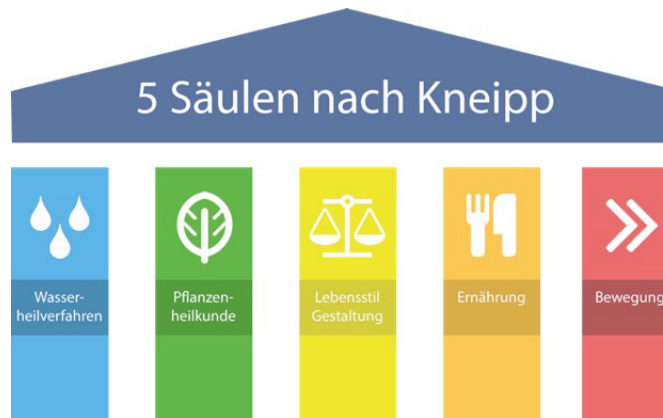 5 Säulen nach Kneipp
Wasser-
heilverfahren
Pflanzen-
heilkunde
Lebensstil
Gestaltung
Ernährung
Bewegung